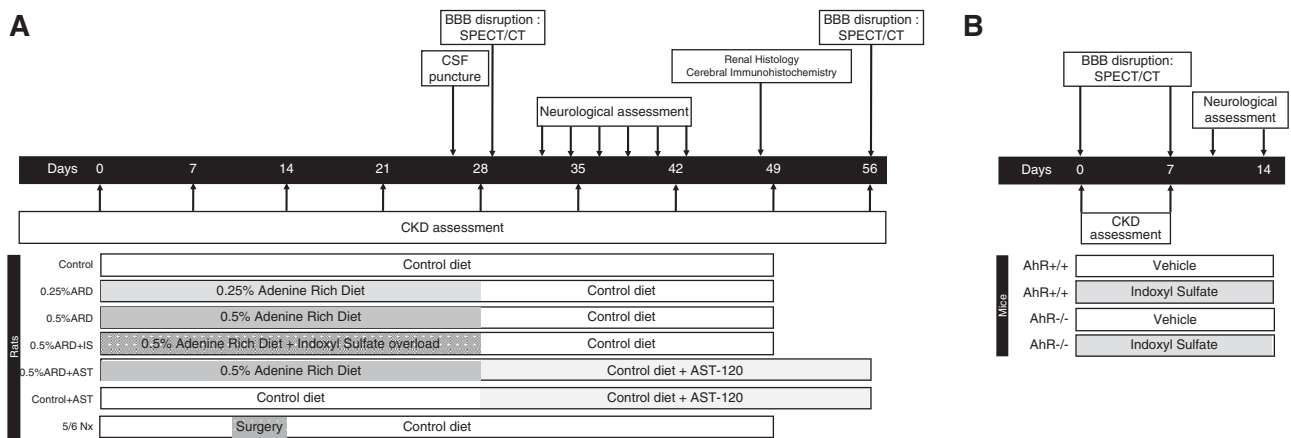 A
BBB disruption :
SPECT/CT
CSF
puncture
Neurological assessment
Renal Histology
Cerebral Immunohistochemistry
BBB disruption :
SPECT/CT
Days 0 7 14 21 28 35 42 49 56
CKD assessment
Rats
Control Control diet
0.25%ARD 0.25% Adenine Rich Diet Control diet
0.5%ARD 0.5% Adenine Rich Diet Control diet
0.5%ARD+IS 0.5% Adenine Rich Diet + Indoxyl Sulfate overload Control diet
0.5%ARD+AST 0.5% Adenine Rich Diet Control diet + AST-120
Control+AST Control diet Control diet + AST-120
5/6 Nx Surgery Control diet
B
BBB disruption:
SPECT/CT
Neurological
assessment
Days 0 7 14
CKD
assessment
Mice
AhR+/+ Vehicle
AhR+/+ Indoxyl Sulfate
AhR-/- Vehicle
AhR-/- Indoxyl Sulfate